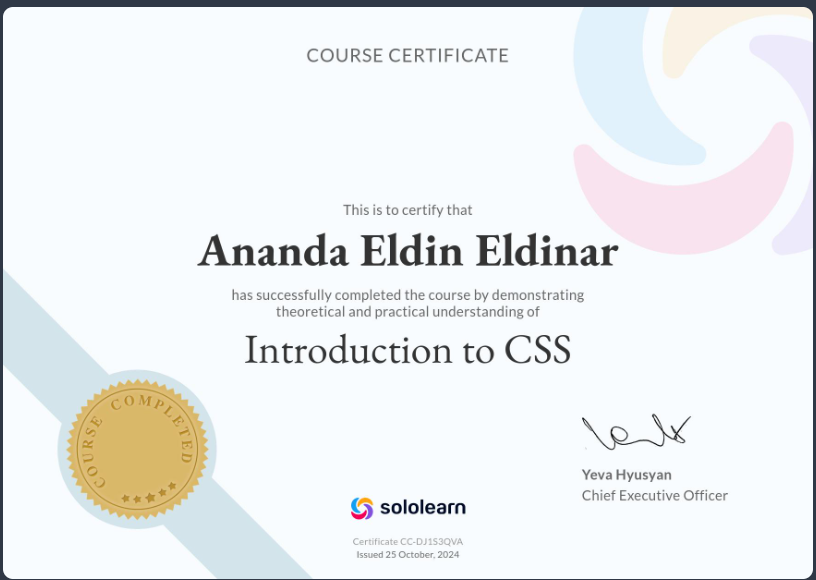 COURSE CERTIFICATE
This is to certify that
Ananda Eldin Eldinar
has successfully completed the course by demonstrating
theoretical and practical understanding of
Introduction to CSS
COURSE COMPLETED
Yeva Hyusyan
Chief Executive Officer
sololearn
Certificate CC-DJ1S3QVA
Issued 25 October, 2024